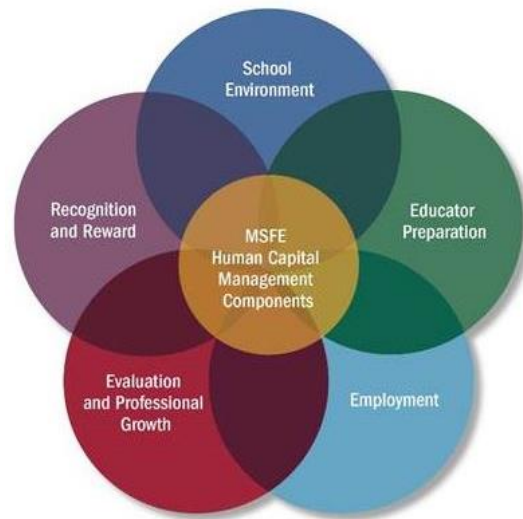 School
Environment
Recognition
and Reward
Educator
Preparation
MSFE
Human Capital
Management
Components
Evaluation
and Professional
Growth
Employment